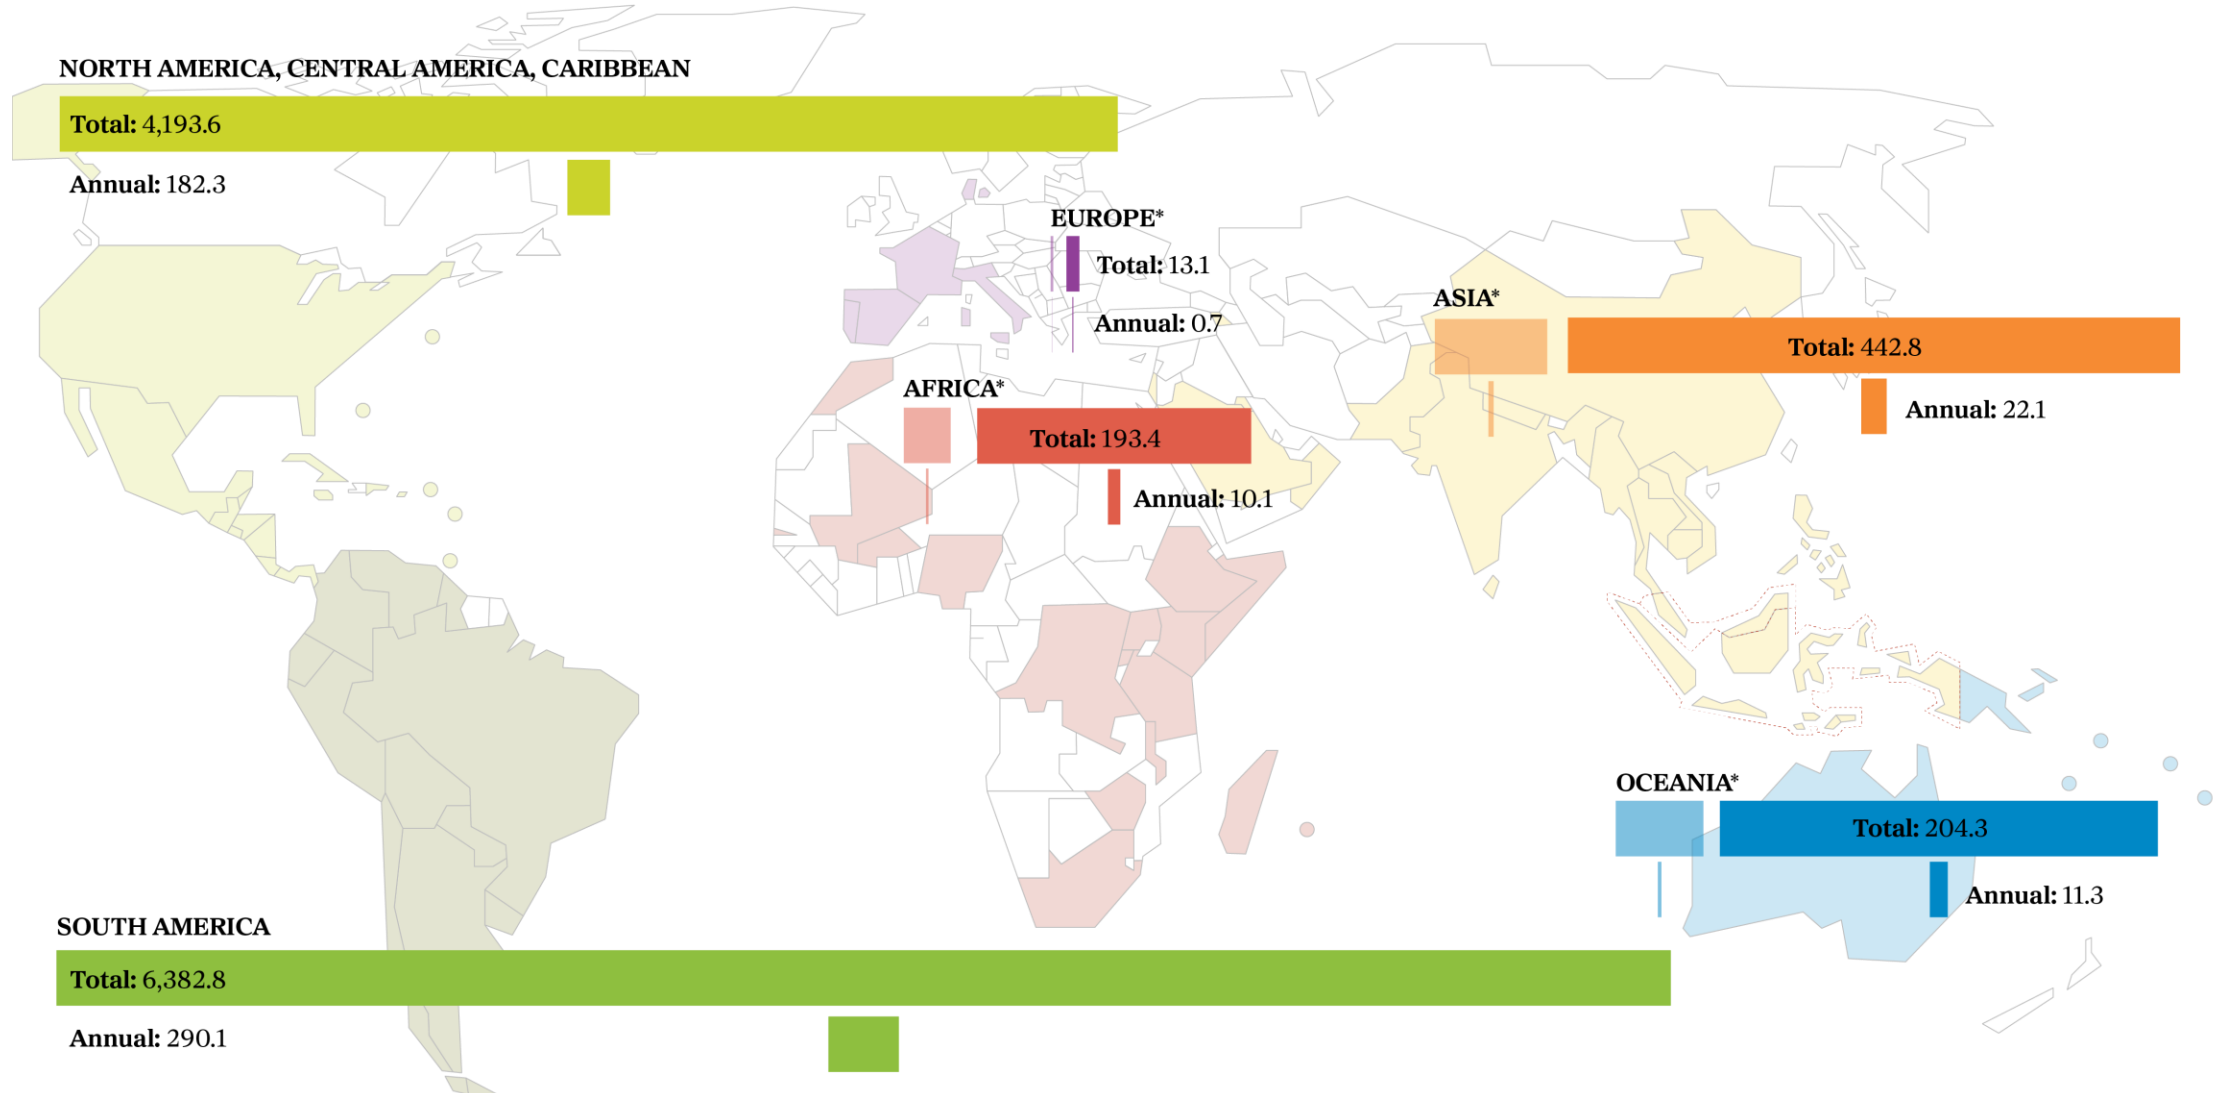 NORTH AMERICA, CENTRAL AMERICA, CARIBBEAN
Total: 4,193.6
Annual: 182.3
EUROPE*
Total: 13.1
Annual: 0.7
ASIA*
Total: 442.8
Annual: 22.1
AFRICA*
Total: 193.4
Annual: 10.1
OCEANIA*
Total: 204.3
Annual: 11.3
SOUTH AMERICA
Total: 6,382.8
Annual: 290.1